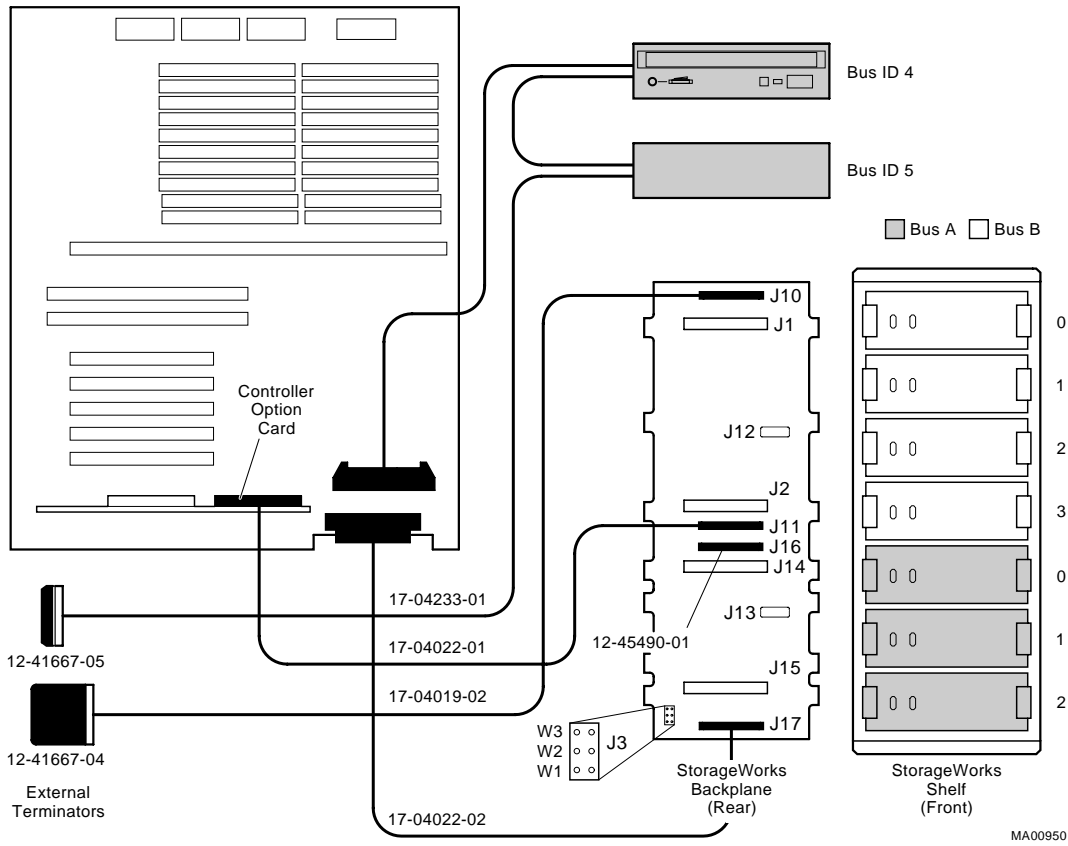 Bus ID 4
Bus ID 5
Bus A
Bus B
J10
J1
J12
J2
J11
J16
J14
J13
J15
J17
0
1
2
3
0
1
2
Controller
Option
Card
17-04233-01
12-41667-05
17-04022-01
12-45490-01
17-04019-02
12-41667-04
External
Terminators
17-04022-02
W3
W2
W1
J3
StorageWorks
Backplane
(Rear)
StorageWorks
Shelf
(Front)
MA00950